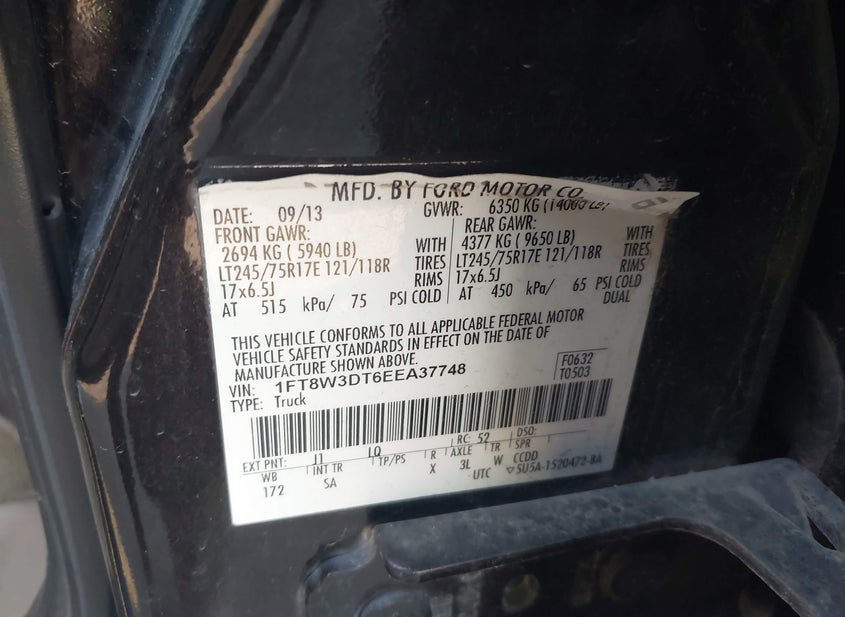 MFD. BY FORD MOTOR CO.
DATE: 09/13 GVWR: 6350 KG (14000 LB)
FRONT GAWR: REAR GAWR:
2694 KG ( 5940 LB) WITH 4377 KG ( 9650 LB) WITH
LT245/75R17E 121/118R TIRES LT245/75R17E 121/118R TIRES
17x6.5J RIMS 17x6.5J RIMS
AT 515 kPa/ 75 PSI COLD AT 450 kPa/ 65 PSI COLD
DUAL
THIS VEHICLE CONFORMS TO ALL APPLICABLE FEDERAL MOTOR
VEHICLE SAFETY STANDARDS IN EFFECT ON THE DATE OF
MANUFACTURE SHOWN ABOVE.
VIN: 1FT8W3DT6EEA37748 F0632
TYPE: Truck T0503
EXT PNT: J1 LQ RC: 52 DSO:
WB INT TR TP/PS R AXLE TR SPR
172 SA X 3L W CCDD
UTC ▽5U5A-1520472-BA